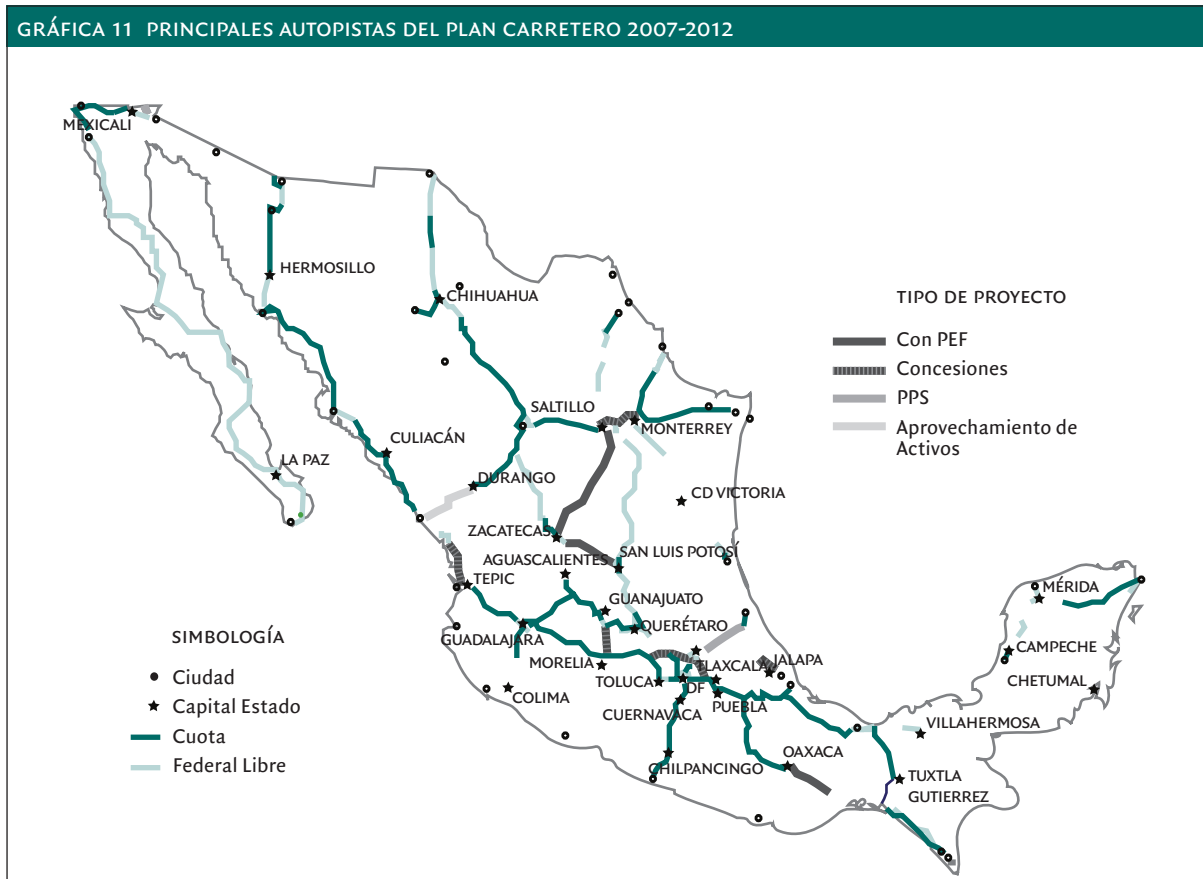 GRÁFICA 11 PRINCIPALES AUTOPISTAS DEL PLAN CARRETERO 2007-2012
MEXICALI
HERMOSILLO
CHIHUAHUA
SALTILLO
MONTERREY
CULIACÁN
LA PAZ
DURANGO
CD VICTORIA
ZACATECAS
SAN LUIS POTOSÍ
AGUASCALIENTES
TEPIC
GUANAJUATO
QUERÉTARO
GUADALAJARA
MORELIA
TLAXCALA
JALAPA
TOLUCA
DF
COLIMA
PUEBLA
CUERNAVACA
OAXACA
CHILPANCINGO
MÉRIDA
CAMPECHE
CHETUMAL
VILLAHERMOSA
TUXTLA
GUTIERREZ
TIPO DE PROYECTO
Con PEF
Concesiones
PPS
Aprovechamiento de
Activos
SIMBOLOGÍA
Ciudad
Capital Estado
Cuota
Federal Libre